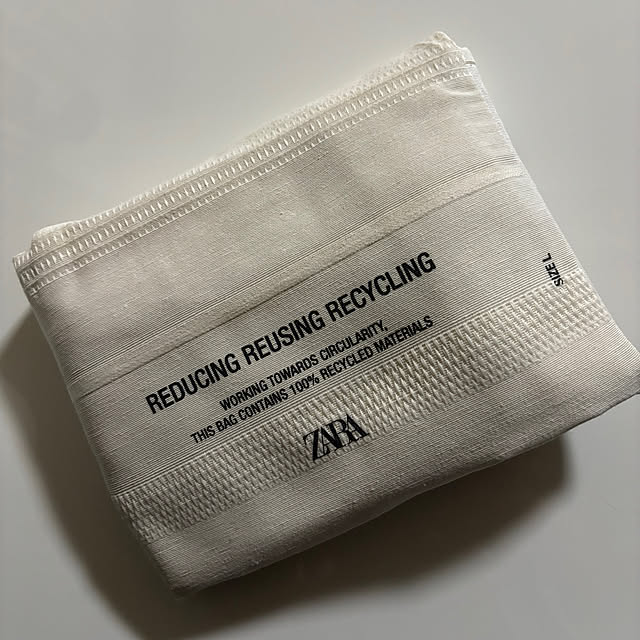 REDUCING REUSING RECYCLING
WORKING TOWARDS CIRCULARITY,
THIS BAG CONTAINS 100% RECYCLED MATERIALS
ZARA
SIZE L